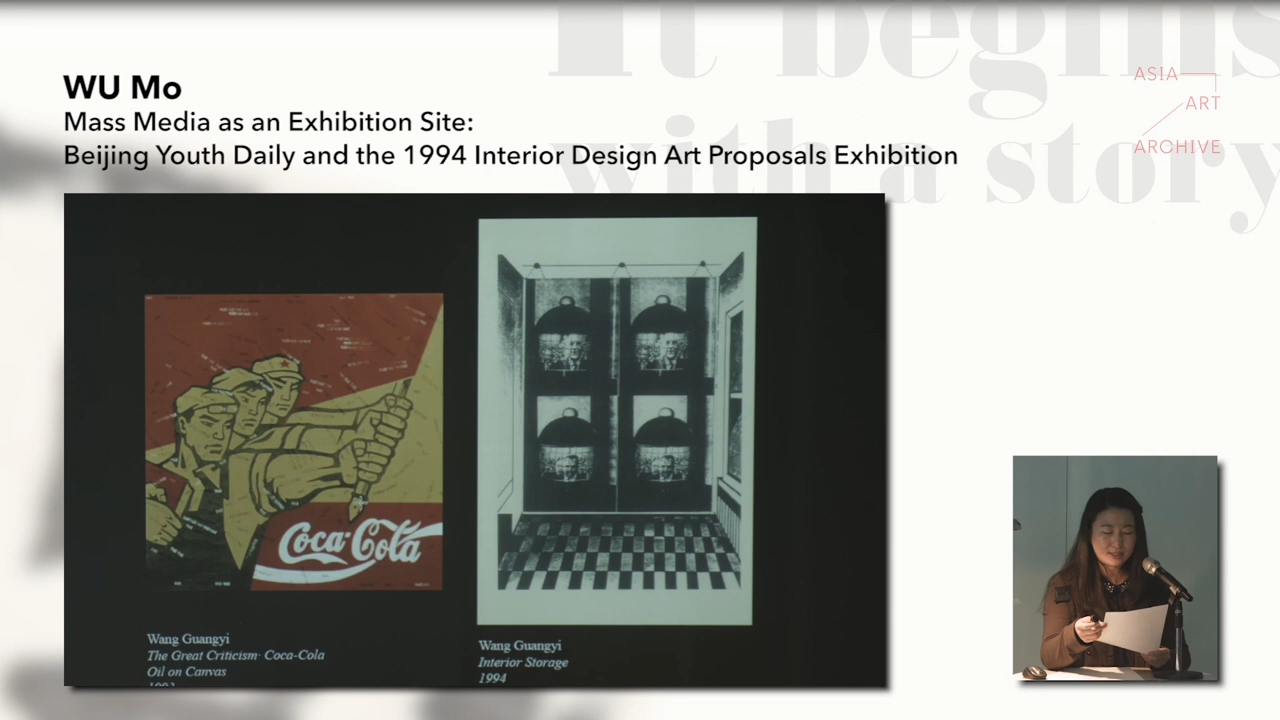 It begins
with a story
ASIA
ART
ARCHIVE
WU Mo
Mass Media as an Exhibition Site:
Beijing Youth Daily and the 1994 Interior Design Art Proposals Exhibition
Coca-Cola
Wang Guangyi
The Great Criticism· Coca-Cola
Oil on Canvas
Wang Guangyi
Interior Storage
1994